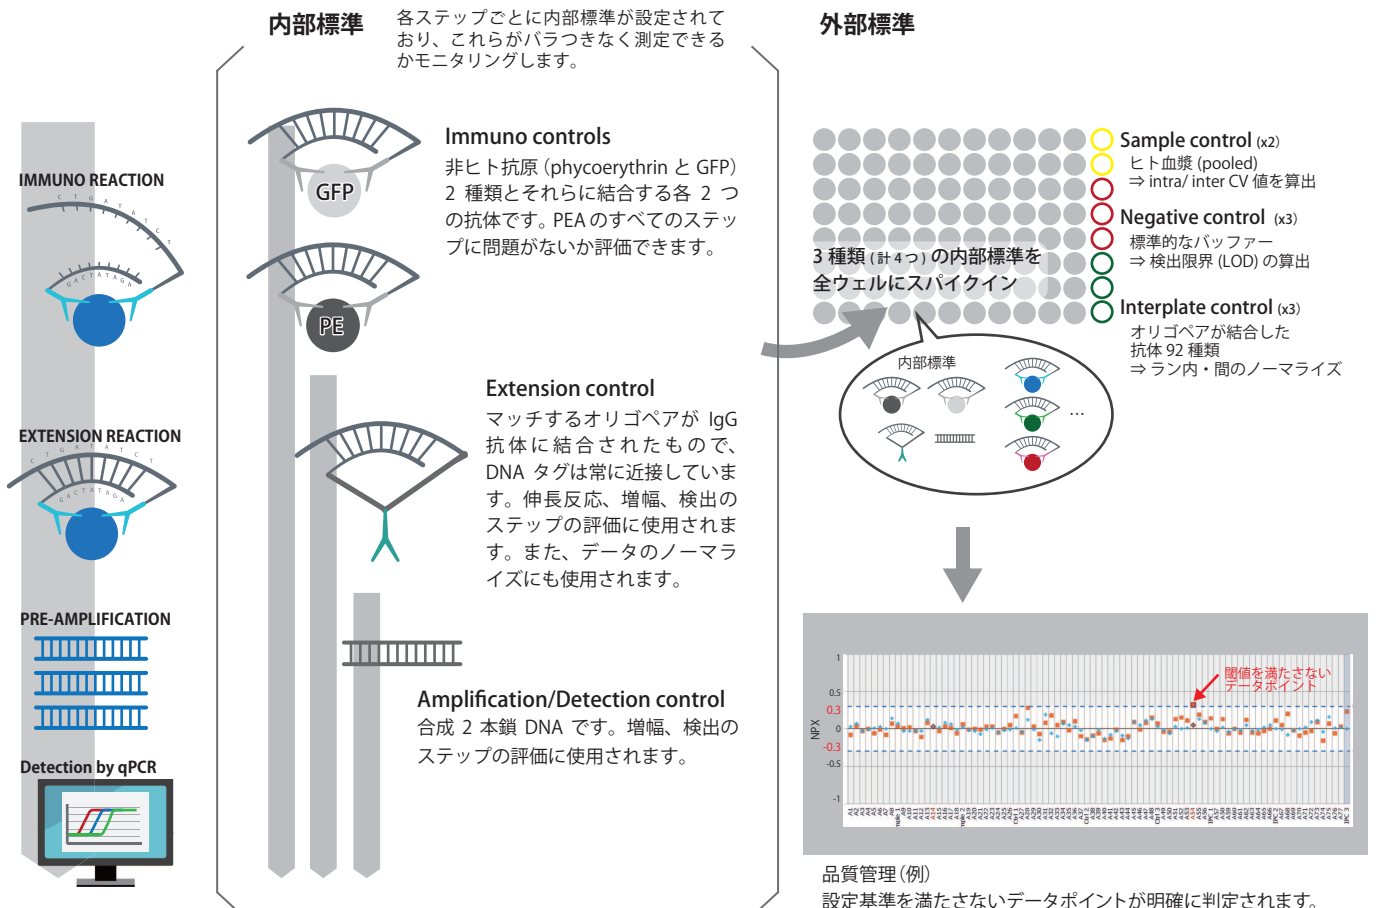 内部標準
各ステップごとに内部標準が設定されて
おり、これらがバラつきなく測定できる
かモニタリングします。
外部標準
IMMUNO REACTION
C T G A T A T C T
G A C T A T A G A
EXTENSION REACTION
C T G A T A T C T
G A C T A T A G A
PRE-AMPLIFICATION
Detection by qPCR
GFP
PE
Immuno controls
非ヒト抗原（phycoerythrin と GFP）
2 種類とそれらに結合する各 2 つ
の抗体です。PEA のすべてのステッ
プに問題がないか評価できます。
Extension control
マッチするオリゴペアが IgG
抗体に結合されたもので、
DNA タグは常に近接していま
す。伸長反応、増幅、検出の
ステップの評価に使用されま
す。また、データのノーマラ
イズにも使用されます。
Amplification/Detection control
合成 2 本鎖 DNA です。増幅、検出の
ステップの評価に使用されます。
3 種類 ( 計 4 つ ) の内部標準を
全ウェルにスパイクイン
Sample control (x2)
ヒト血漿 (pooled)
⇒ intra/ inter CV 値を算出
Negative control (x3)
標準的なバッファー
⇒ 検出限界 (LOD) の算出
Interplate control (x3)
オリゴペアが結合した
抗体 92 種類
⇒ ラン内・間のノーマライズ
内部標準
…
閾値を満たさない
データポイント
NPX
1
0.5
0.3
0
-0.3
-0.5
-1
品質管理（例）
設定基準を満たさないデータポイントが明確に判定されます。